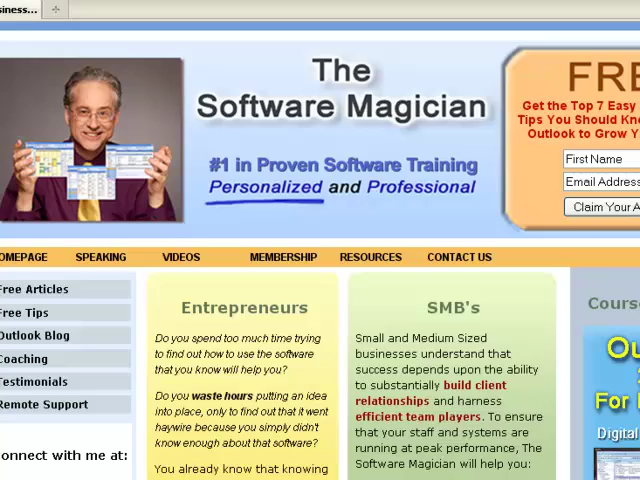 siness...
The
Software Magician
#1 in Proven Software Training
Personalized and Professional
FRE
Get the Top 7 Easy
Tips You Should Kno
Outlook to Grow Y
First Name
Email Address
Claim Your A
OMEPAGE SPEAKING VIDEOS MEMBERSHIP RESOURCES CONTACT US
Free Articles
Free Tips
Outlook Blog
Coaching
Testimonials
Remote Support
onnect with me at:
Entrepreneurs
Do you spend too much time trying
to find out how to use the software
that you know will help you?
Do you waste hours putting an idea
into place, only to find out that it went
haywire because you simply didn't
know enough about that software?
You already know that knowing
SMB's
Small and Medium Sized
businesses understand that
success depends upon the ability
to substantially build client
relationships and harness
efficient team players. To ensure
that your staff and systems are
running at peak performance, The
Software Magician will help you:
Course
Ou
For
Digital